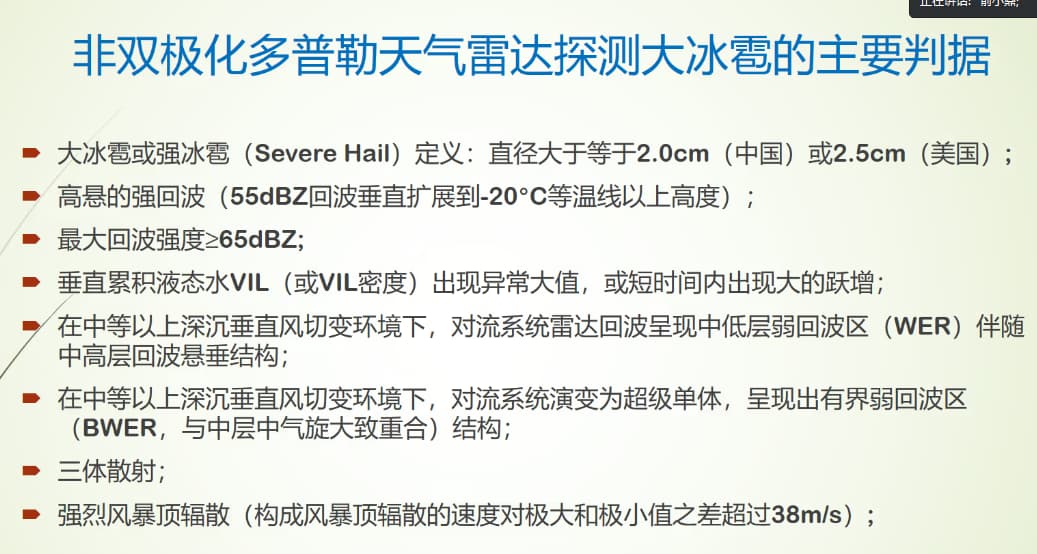 正在讲话:
非双极化多普勒天气雷达探测大冰雹的主要判据
大冰雹或强冰雹（Severe Hail）定义：直径大于等于2.0cm（中国）或2.5cm（美国）；
高悬的强回波（55dBZ回波垂直扩展到-20°C等温线以上高度）；
最大回波强度≥65dBZ;
垂直累积液态水VIL（或VIL密度）出现异常大值，或短时间内出现大的跃增；
在中等以上深沉垂直风切变环境下，对流系统雷达回波呈现中低层弱回波区（WER）伴随
中高层回波悬垂结构；
在中等以上深沉垂直风切变环境下，对流系统演变为超级单体，呈现出有界弱回波区
（BWER，与中层中气旋大致重合）结构；
三体散射；
强烈风暴顶辐散（构成风暴顶辐散的速度对极大和极小值之差超过38m/s）；